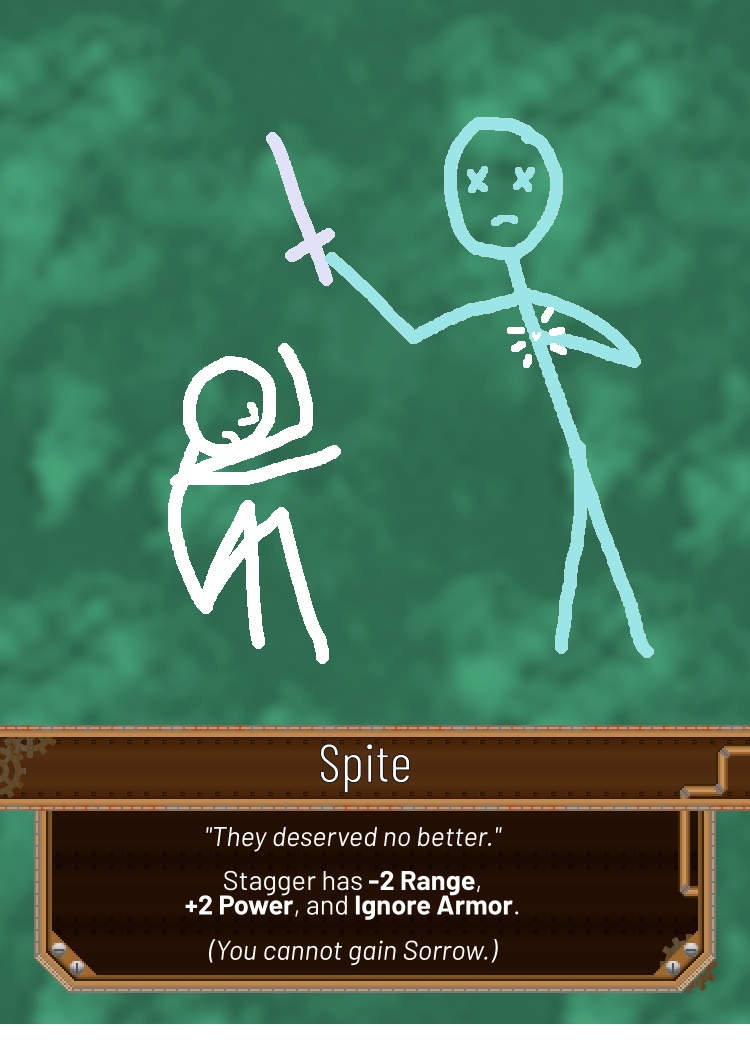 Spite
"They deserved no better."
Stagger has -2 Range,
+2 Power, and Ignore Armor.
(You cannot gain Sorrow.)